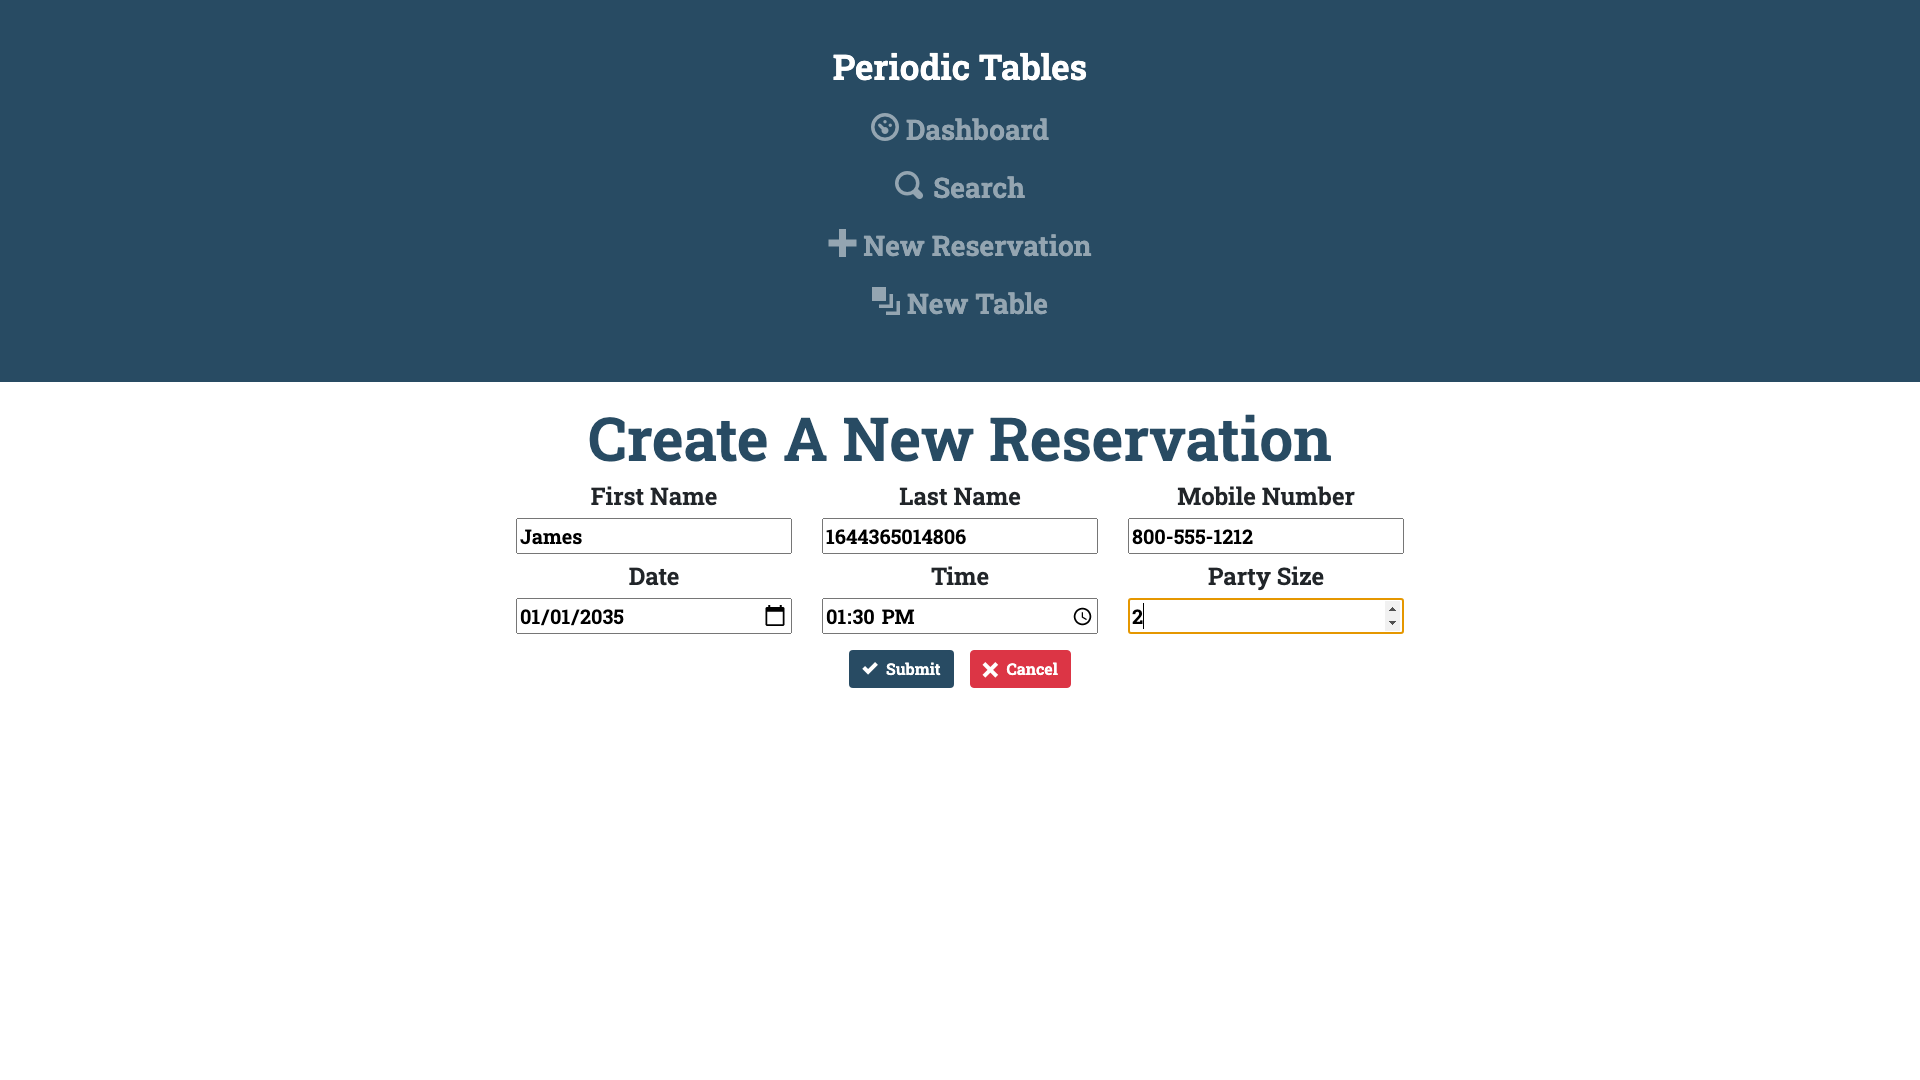 Periodic Tables
Dashboard
Search
New Reservation
New Table
Create A New Reservation
First Name Last Name Mobile Number
James 1644365014806 800-555-1212
Date Time Party Size
01/01/2035 01:30 PM 2
Submit Cancel